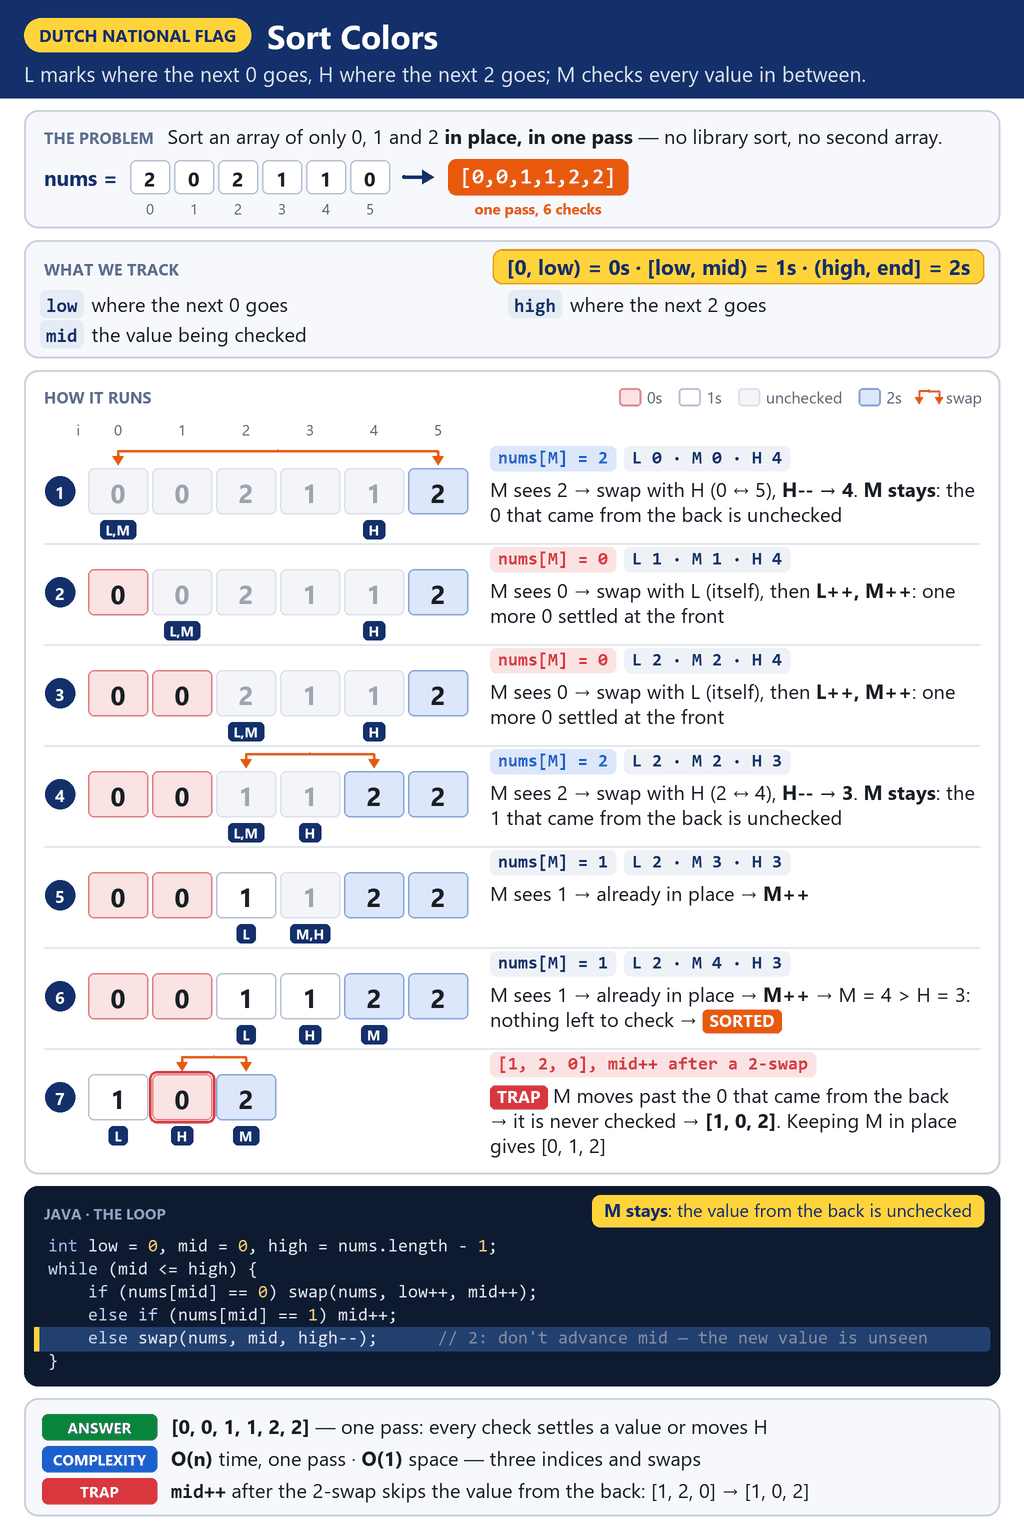 DUTCH NATIONAL FLAG Sort Colors
L marks where the next 0 goes, H where the next 2 goes; M checks every value in between.
THE PROBLEM Sort an array of only 0, 1 and 2 in place, in one pass — no library sort, no second array.
nums = 2 0 2 1 1 0 → [0,0,1,1,2,2]
0 1 2 3 4 5 one pass, 6 checks
WHAT WE TRACK [0, low) = 0s · [low, mid) = 1s · (high, end] = 2s
low where the next 0 goes high where the next 2 goes
mid the value being checked
HOW IT RUNS 0s 1s unchecked 2s swap
i 0 1 2 3 4 5
nums[M] = 2 L 0 · M 0 · H 4
1 0 0 2 1 1 2 M sees 2 → swap with H (0 ↔ 5), H-- → 4. M stays: the
0 that came from the back is unchecked
L,M H
nums[M] = 0 L 1 · M 1 · H 4
2 0 0 2 1 1 2 M sees 0 → swap with L (itself), then L++, M++: one
more 0 settled at the front
L,M H
nums[M] = 0 L 2 · M 2 · H 4
3 0 0 2 1 1 2 M sees 0 → swap with L (itself), then L++, M++: one
more 0 settled at the front
L,M H
nums[M] = 2 L 2 · M 2 · H 3
4 0 0 1 1 2 2 M sees 2 → swap with H (2 ↔ 4), H-- → 3. M stays: the
1 that came from the back is unchecked
L,M H
nums[M] = 1 L 2 · M 3 · H 3
5 0 0 1 1 2 2 M sees 1 → already in place → M++
L M,H
nums[M] = 1 L 2 · M 4 · H 3
6 0 0 1 1 2 2 M sees 1 → already in place → M++ → M = 4 > H = 3:
nothing left to check → SORTED
L H M
[1, 2, 0], mid++ after a 2-swap
7 1 0 2 TRAP M moves past the 0 that came from the back
→ it is never checked → [1, 0, 2]. Keeping M in place
L H M
gives [0, 1, 2]
JAVA · THE LOOP M stays: the value from the back is unchecked
int low = 0, mid = 0, high = nums.length - 1;
while (mid <= high) {
if (nums[mid] == 0) swap(nums, low++, mid++);
else if (nums[mid] == 1) mid++;
else swap(nums, mid, high--); // 2: don't advance mid — the new value is unseen
}
ANSWER [0, 0, 1, 1, 2, 2] — one pass: every check settles a value or moves H
COMPLEXITY O(n) time, one pass · O(1) space — three indices and swaps
TRAP mid++ after the 2-swap skips the value from the back: [1, 2, 0] → [1, 0, 2]